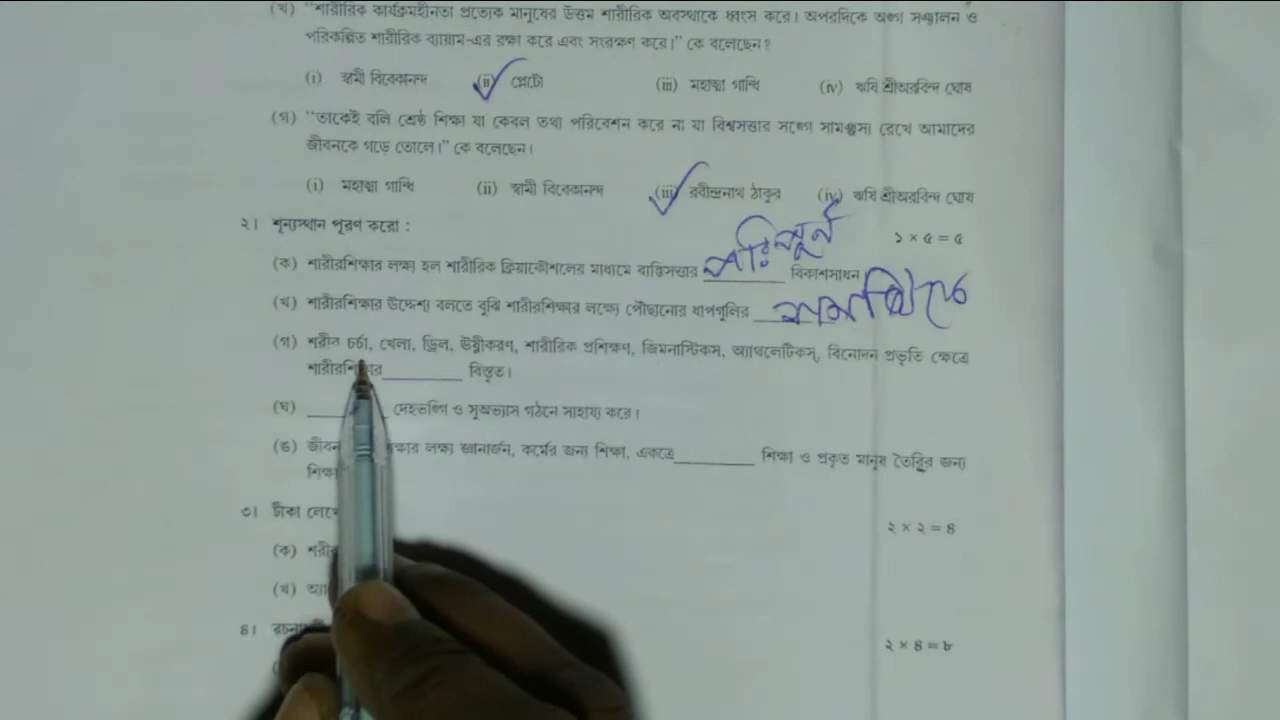 (খ) "শারীরিক কার্যক্রমহীনতা প্রত্যেক মানুষের উত্তম শারীরিক অবস্থাকে ধ্বংস করে। অপরদিকে অঙ্গ সঞ্চালন ও
পরিকল্পিত শারীরিক ব্যায়াম-এর রক্ষা করে এবং সংরক্ষণ করে।" কে বলেছেন?
(i) স্বামী বিবেকানন্দ (ii) প্লেটো (iii) মহাত্মা গান্ধি (iv) ঋষি শ্রীঅরবিন্দ ঘোষ
(গ) "তাকেই বলি শ্রেষ্ঠ শিক্ষা যা কেবল তথ্য পরিবেশন করে না যা বিশ্বসত্তার সঙ্গে সামঞ্জস্য রেখে আমাদের
জীবনকে গড়ে তোলে।" কে বলেছেন।
(i) মহাত্মা গান্ধি (ii) স্বামী বিবেকানন্দ (iii) রবীন্দ্রনাথ ঠাকুর (iv) ঋষি শ্রীঅরবিন্দ ঘোষ
২। শূন্যস্থান পূরণ করো : ১ × ৫ = ৫
(ক) শারীরশিক্ষার লক্ষ্য হল শারীরিক ক্রিয়াকৌশলের মাধ্যমে ব্যক্তিসত্তার পরিপূর্ন বিকাশসাধন
(খ) শারীরশিক্ষার উদ্দেশ্য বলতে বুঝি শারীরশিক্ষার লক্ষ্যে পৌছানোর ধাপগুলির
(গ) শরীর চর্চা, খেলা, ড্রিল, উষ্ণীকরণ, শারীরিক প্রশিক্ষণ, জিমনাস্টিকস, অ্যাথলেটিকস্, বিনোদন প্রভৃতি ক্ষেত্রে
_________ বিস্তৃত।
(ঘ) _________ দেহভঙ্গি ও সুঅভ্যাস গঠনে সাহায্য করে।
(ঙ) লক্ষ্য জ্ঞানার্জন, কর্মের জন্য শিক্ষা, একত্রে_________ শিক্ষা ও প্রকৃত মানুষ তৈরির জন্য
৩। টীকা ২ × ২ = ৪
(ক)
(খ)
৪। ২ × ৪ = ৮